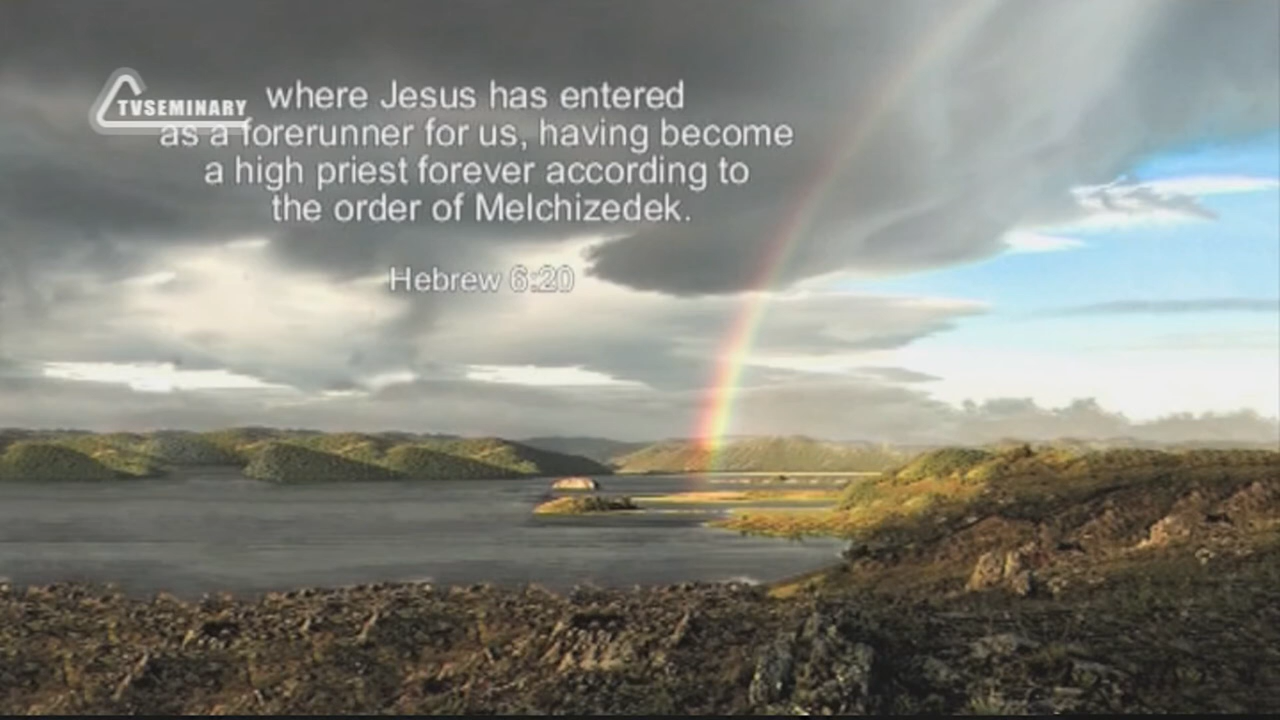 TVSEMINARY
where Jesus has entered
as a forerunner for us, having become
a high priest forever according to
the order of Melchizedek.
Hebrew 6:20